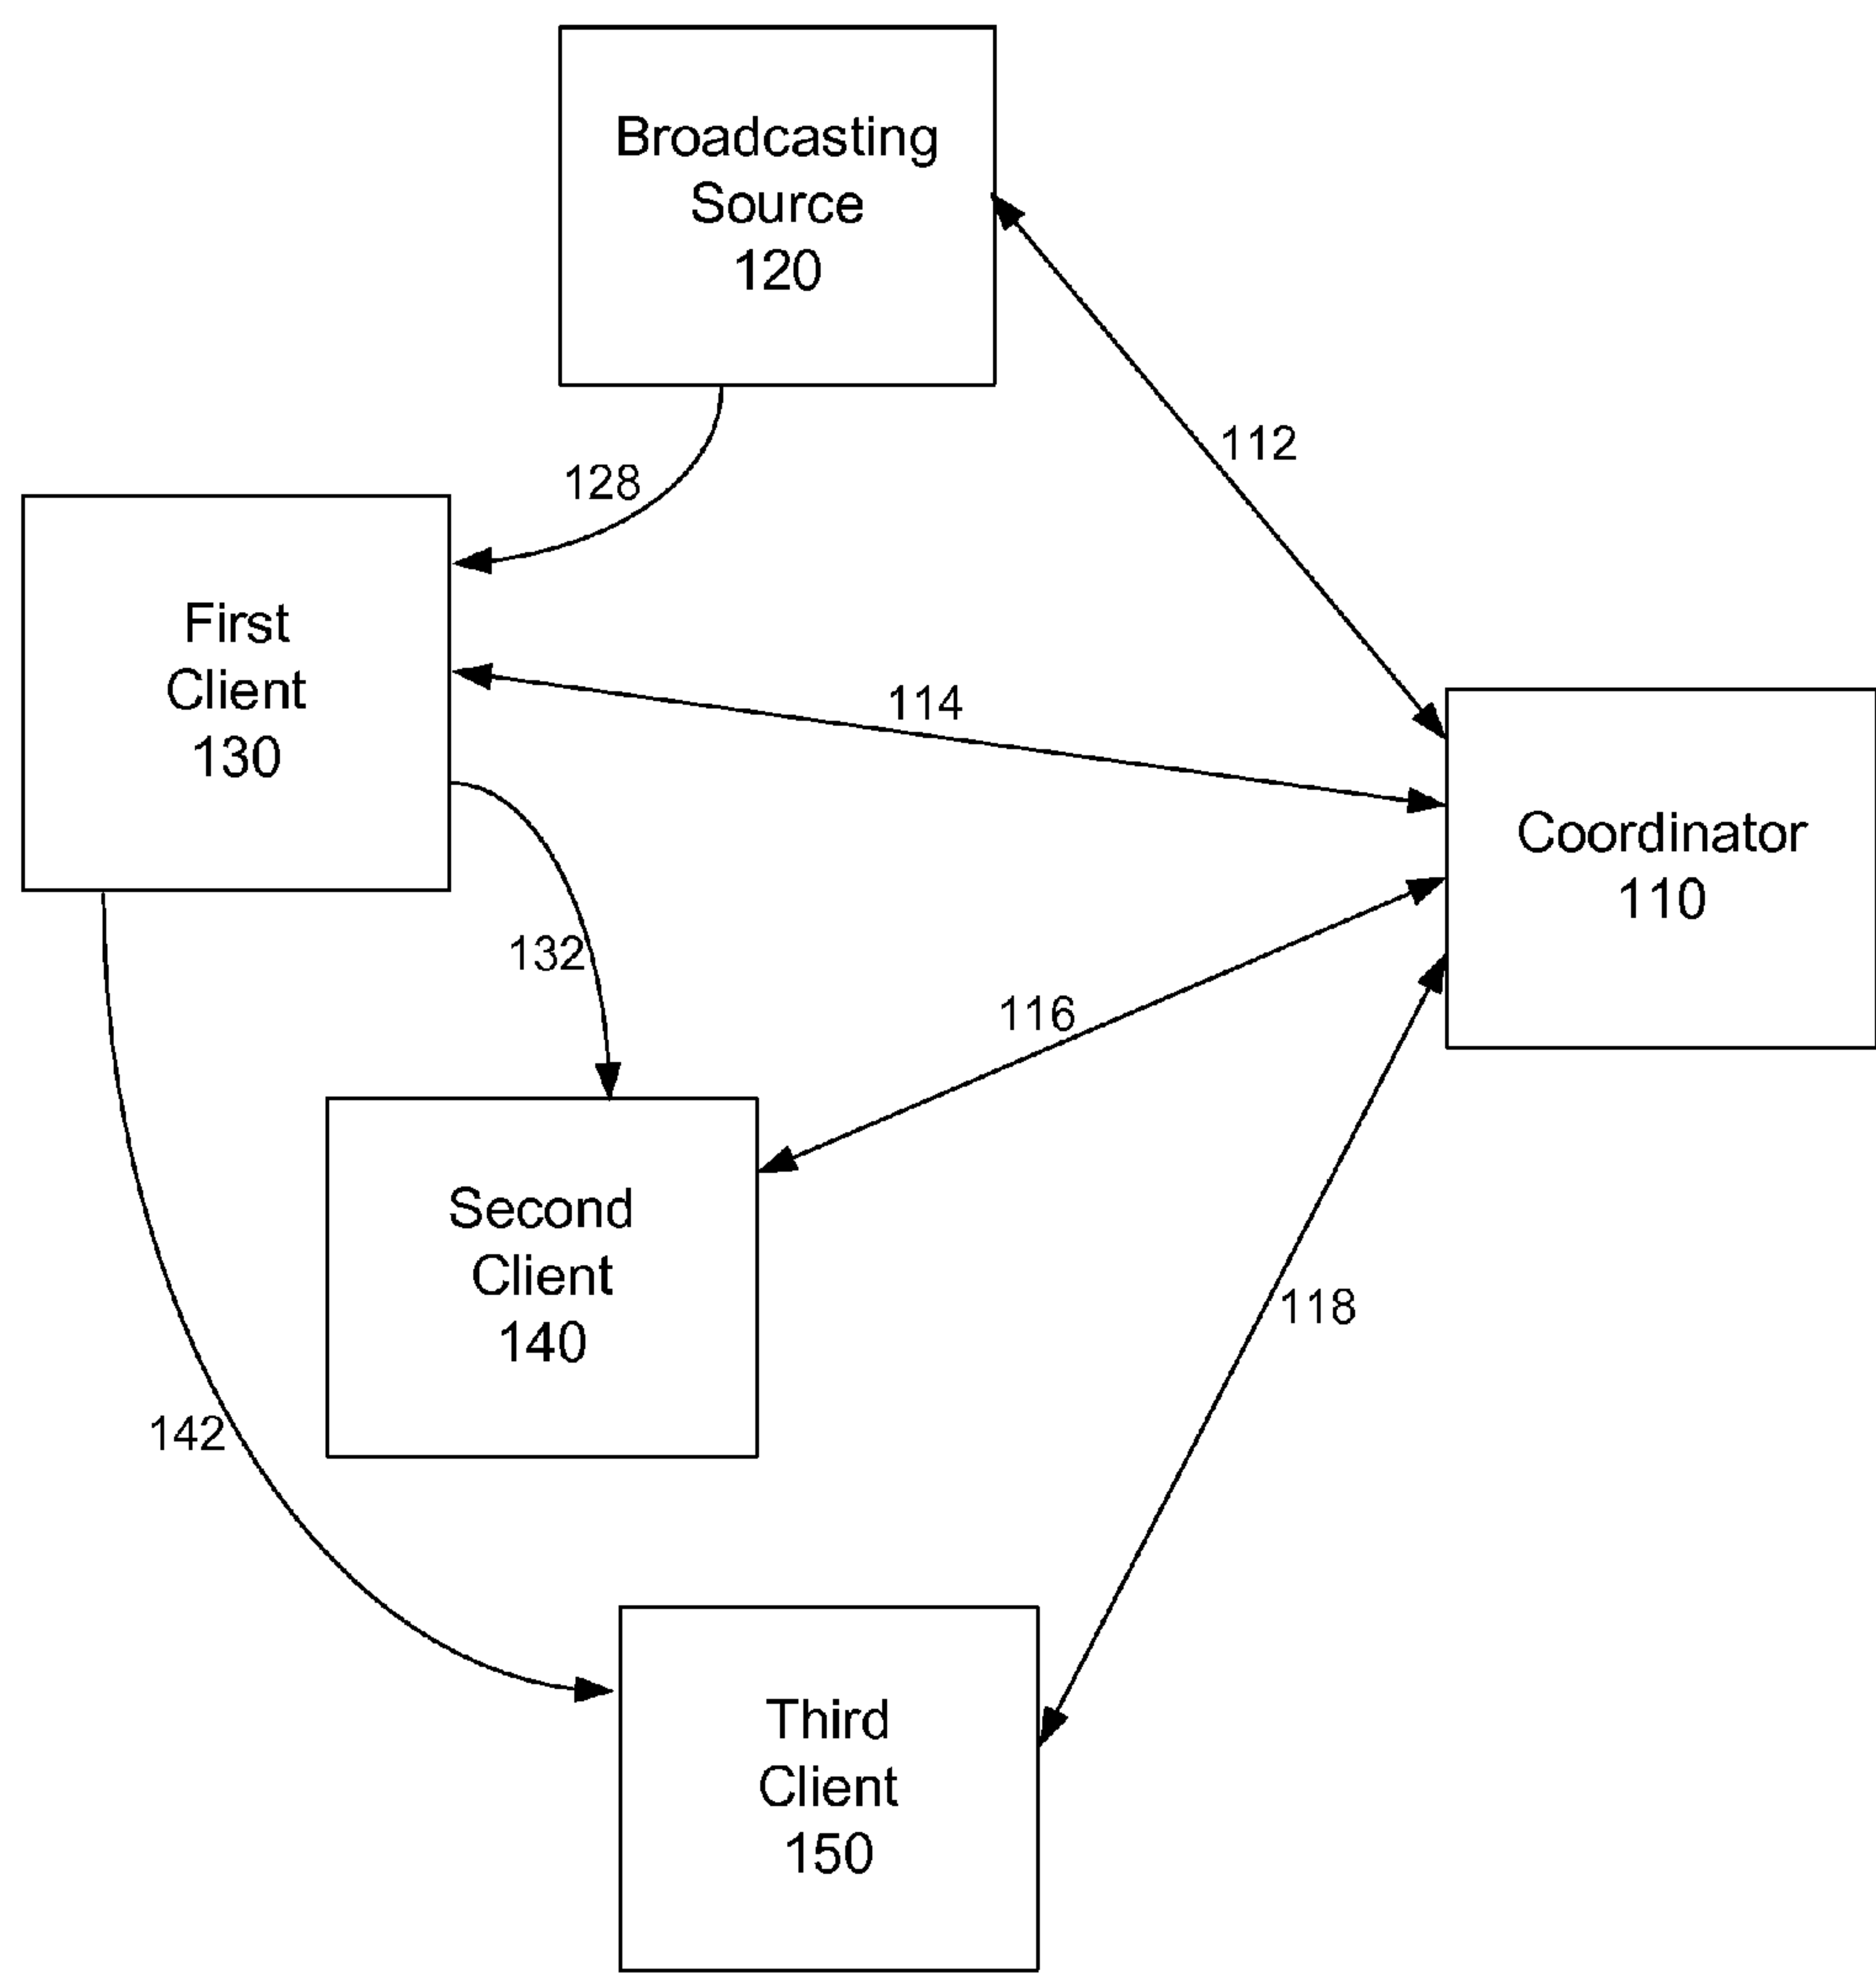 Broadcasting
Source
120
112
128
First
Client
130
114
Coordinator
110
132
116
Second
Client
140
118
142
Third
Client
150